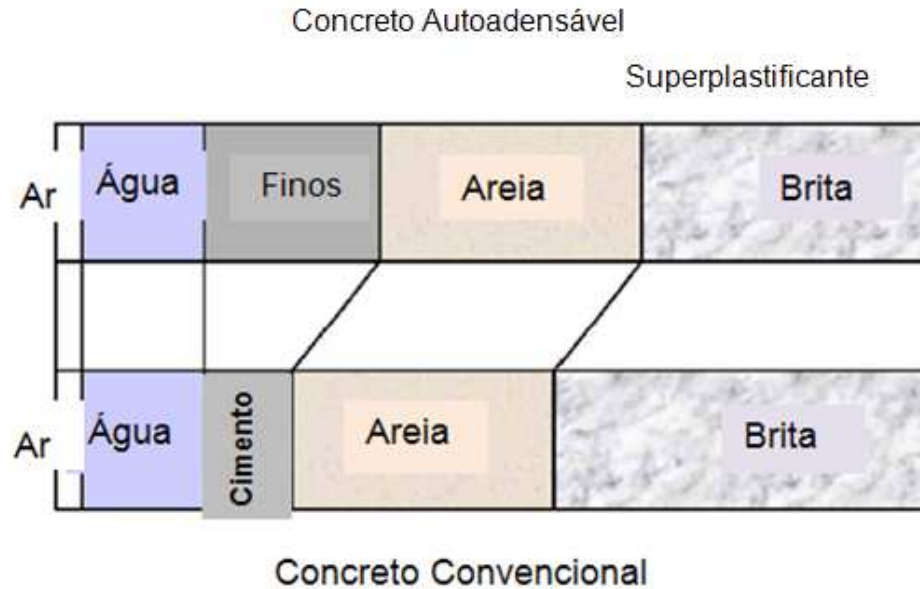 Concreto Autoadensável
Superplastificante
Ar
Água
Finos
Areia
Brita
Ar
Água
Cimento
Areia
Brita
Concreto Convencional